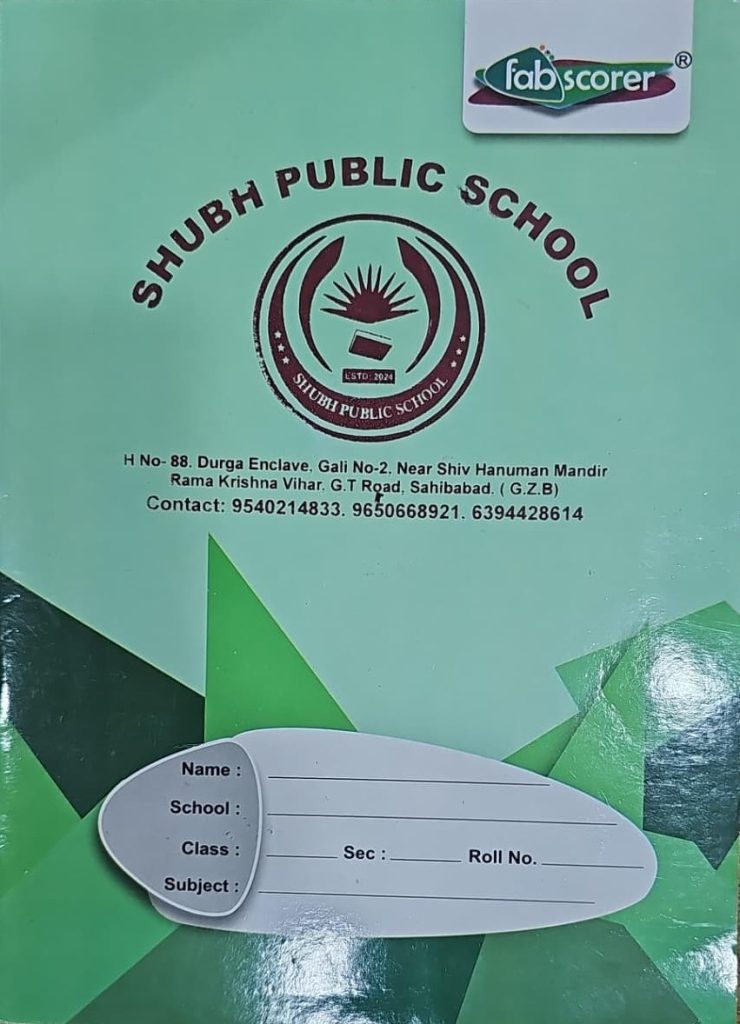 fabscorer®
SHUBH PUBLIC SCHOOL
ESTD: 2024
SHUBH PUBLIC SCHOOL
H No- 88. Durga Enclave. Gali No-2. Near Shiv Hanuman Mandir
Rama Krishna Vihar. G.T Road, Sahibabad. ( G.Z.B)
Contact: 9540214833. 9650668921. 6394428614
Name :
School :
Class : Sec : Roll No.
Subject :